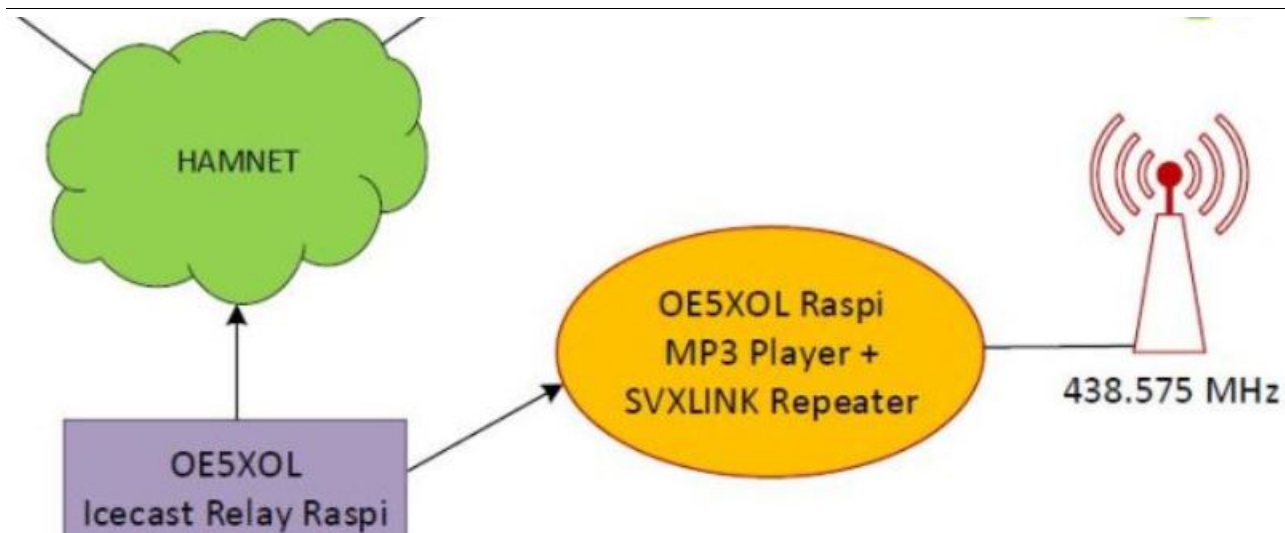 HAMNET
OE5XOL Raspi
MP3 Player +
SVXLINK Repeater
438.575 MHz
OE5XOL
Icecast Relay Raspi